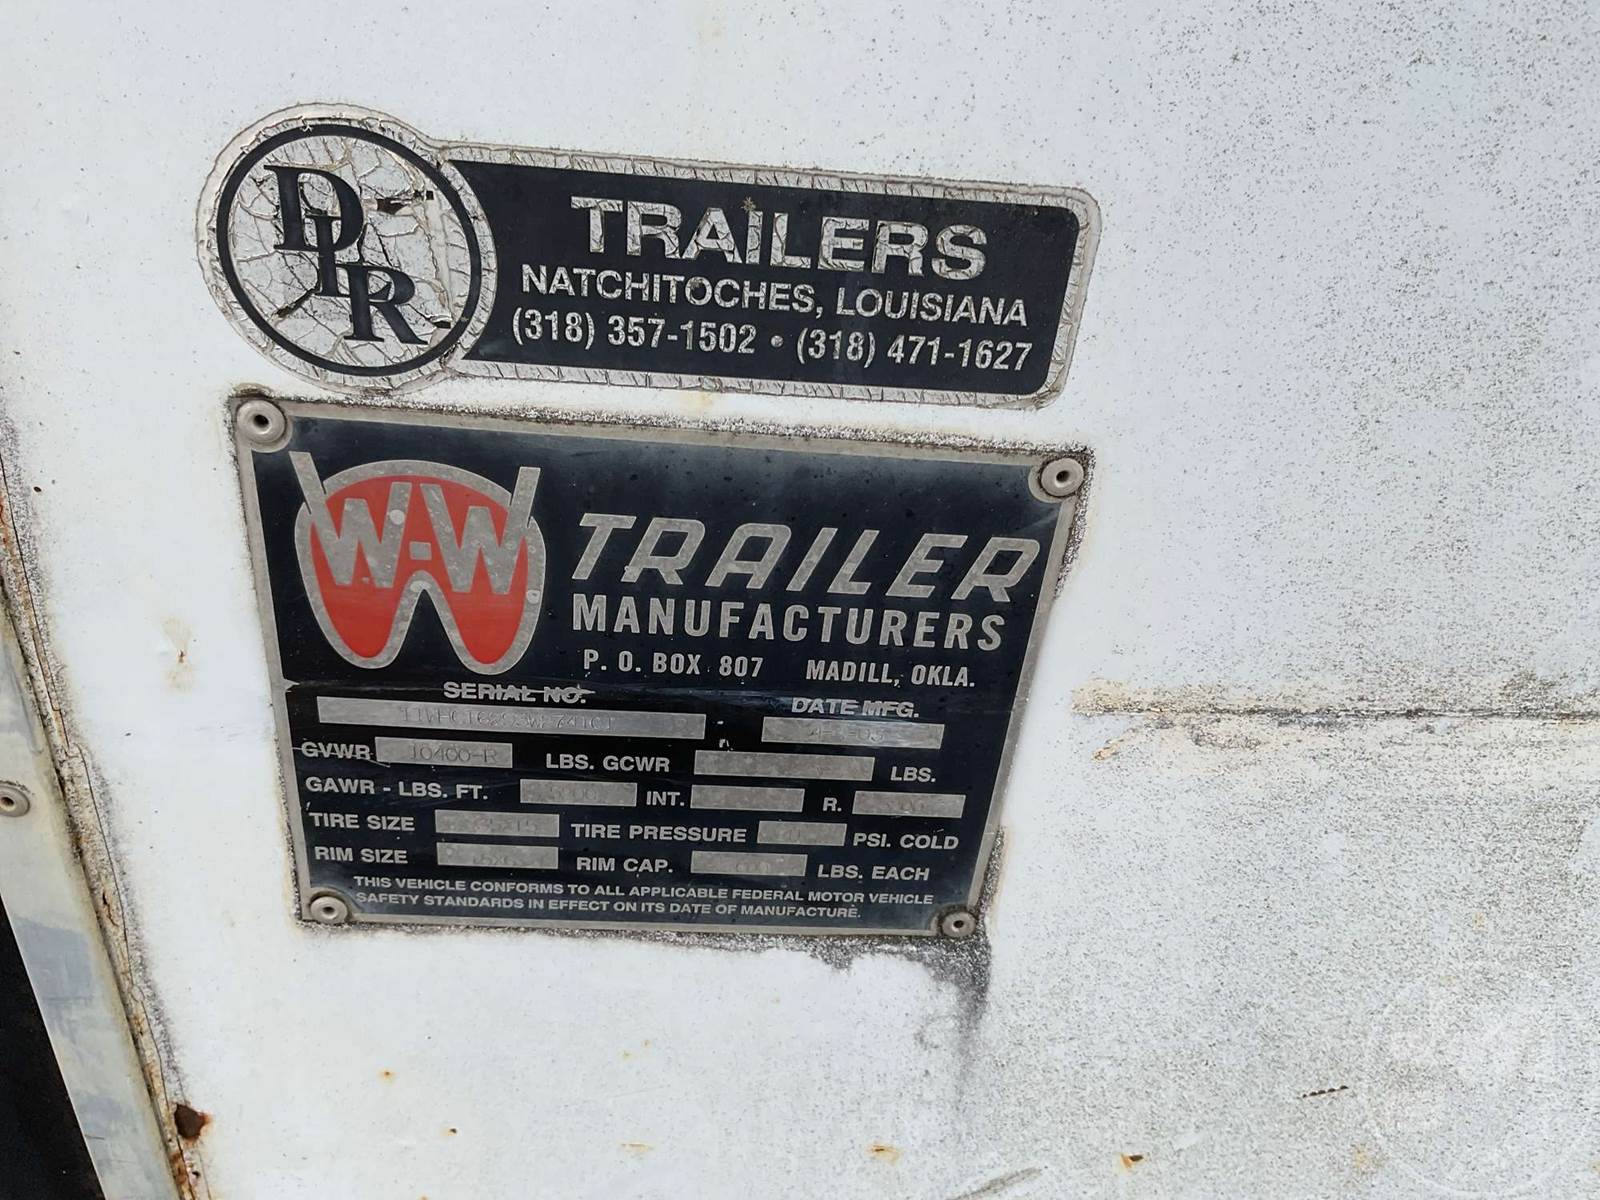 DLR
TRAILERS
NATCHITOCHES, LOUISIANA
(318) 357-1502 • (318) 471-1627
W-W TRAILER
MANUFACTURERS
P. O. BOX 807 MADILL, OKLA.
SERIAL NO. DATE MFG.
GVWR 10400-R LBS. GCWR LBS.
GAWR - LBS. FT. INT. R.
TIRE SIZE TIRE PRESSURE PSI. COLD
RIM SIZE RIM CAP. LBS. EACH
THIS VEHICLE CONFORMS TO ALL APPLICABLE FEDERAL MOTOR VEHICLE
SAFETY STANDARDS IN EFFECT ON ITS DATE OF MANUFACTURE.